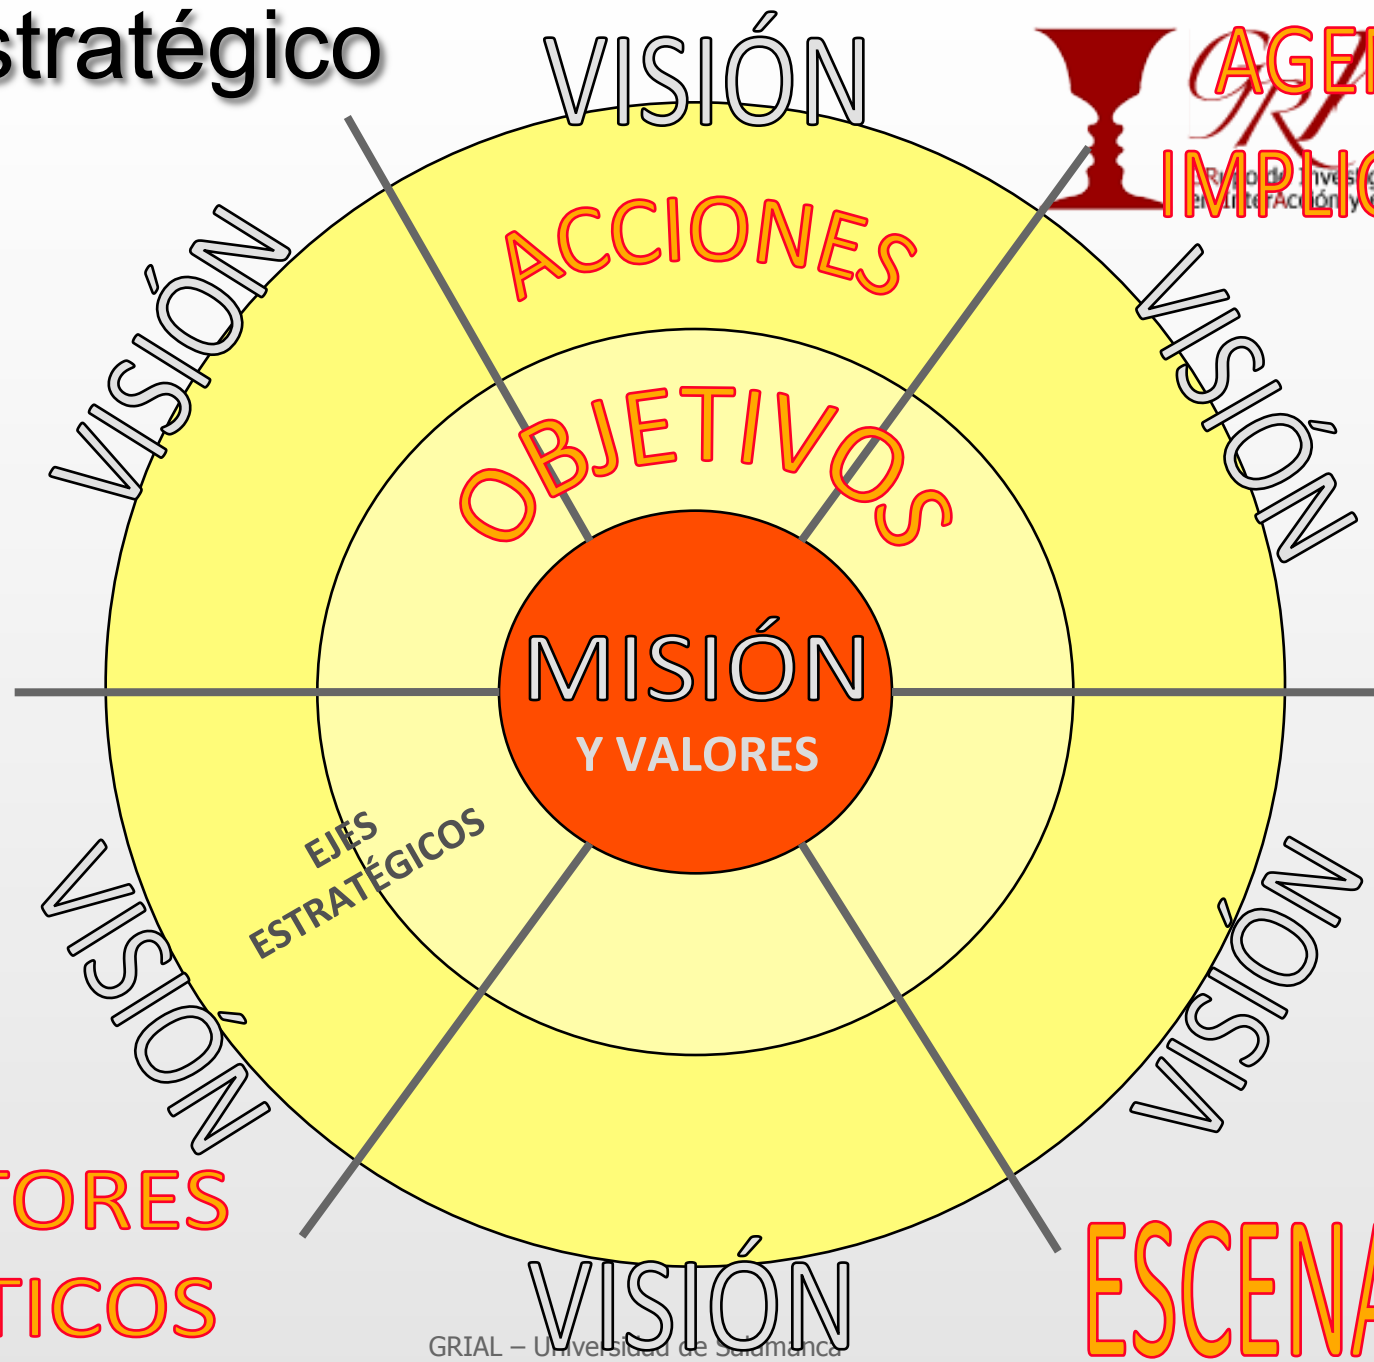 stratégico
VISIÓN
AGEN
IMPLIC
VISIÓN
ACCIONES
VISIÓN
OBJETIVOS
MISIÓN
Y VALORES
EJES
ESTRATÉGICOS
VISIÓN
VISIÓN
TORES
TICOS
VISIÓN
ESCENA
GRIAL – Universidad de Salamanca